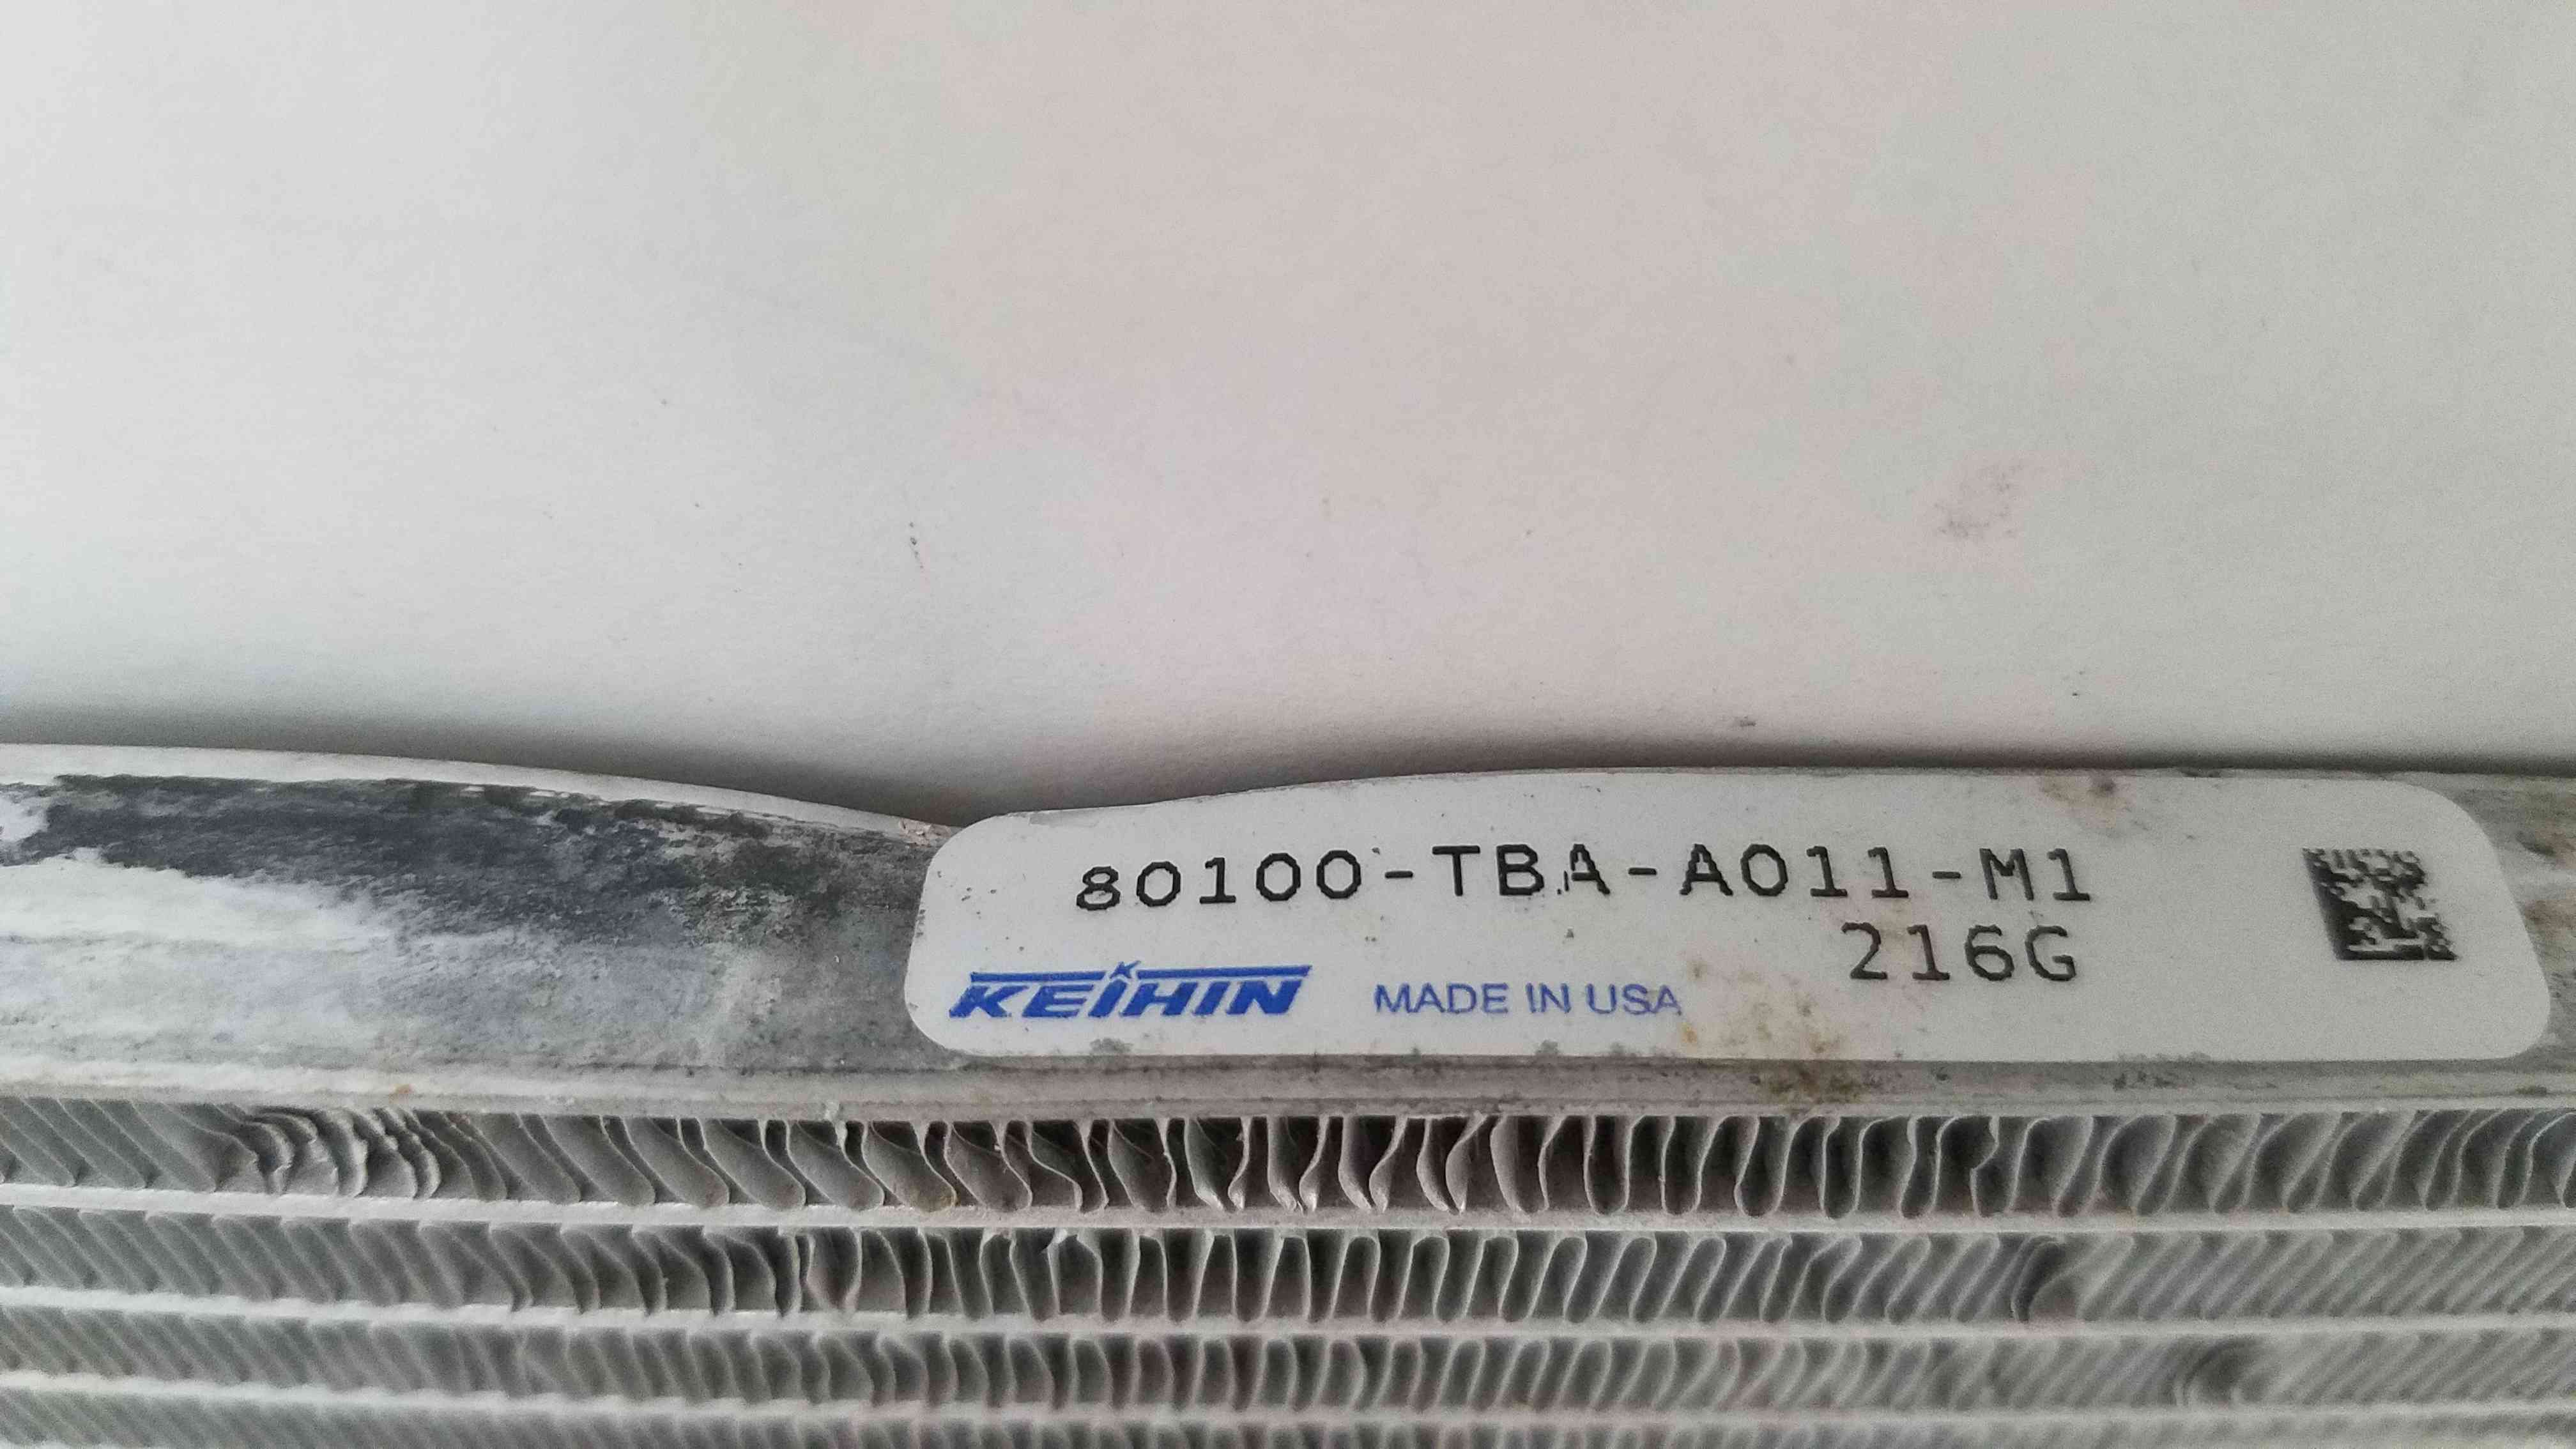 80100-TBA-A011-M1
216G
KEIHIN MADE IN USA